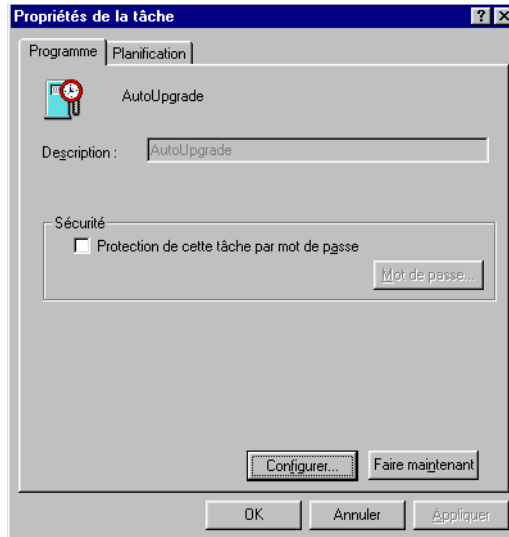 Propriétés de la tâche
Programme Planification
AutoUpgrade
Description : AutoUpgrade
Sécurité
Protection de cette tâche par mot de passe
Mot de passe...
Configurer... Faire maintenant
OK Annuler Appliquer